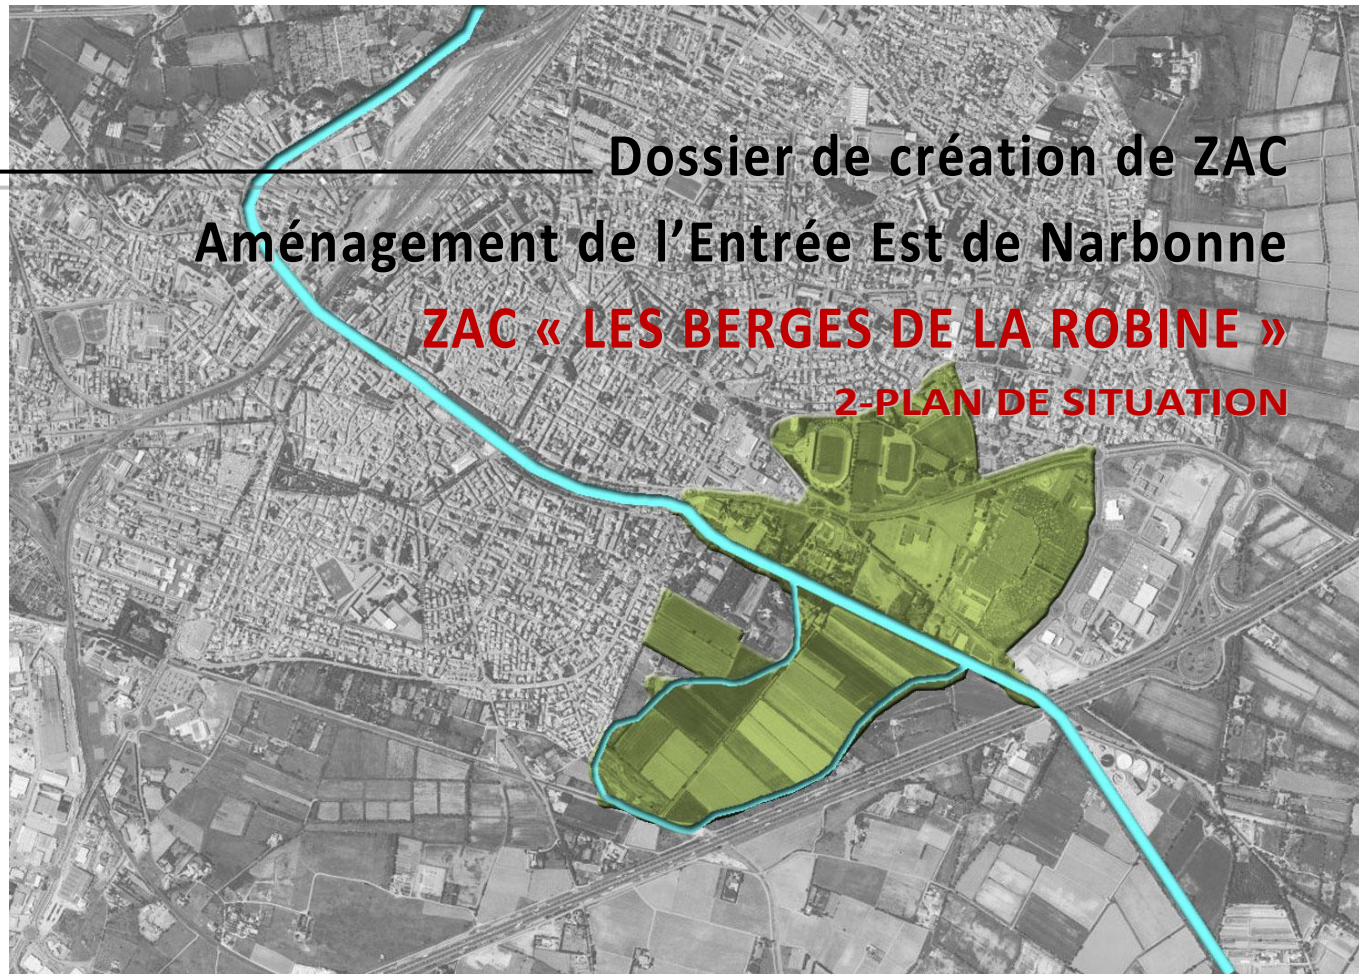 Dossier de création de ZAC
Aménagement de l’Entrée Est de Narbonne
ZAC « LES BERGES DE LA ROBINE »
2-PLAN DE SITUATION